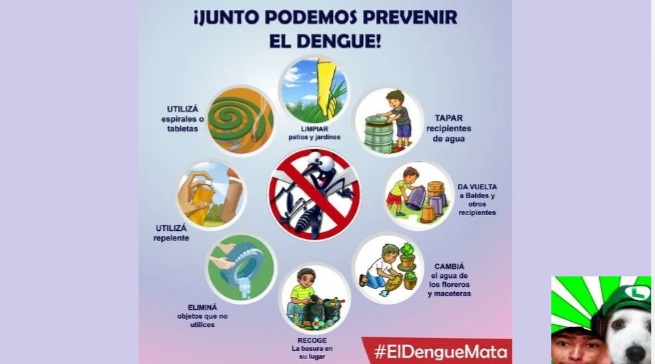 ¡JUNTO PODEMOS PREVENIR
EL DENGUE!
LIMPIAR
patios y jardines
TAPAR
recipientes
de agua
DA VUELTA
a Baldes y
otros
recipientes
CAMBIÁ
el agua de
los floreros
y maceteras
RECOGE
La basura en
su lugar
ELIMINÁ
objetos que no
utilices
UTILIZÁ
repelente
UTILIZÁ
espirales o
tabletas
#ElDengueMata
L